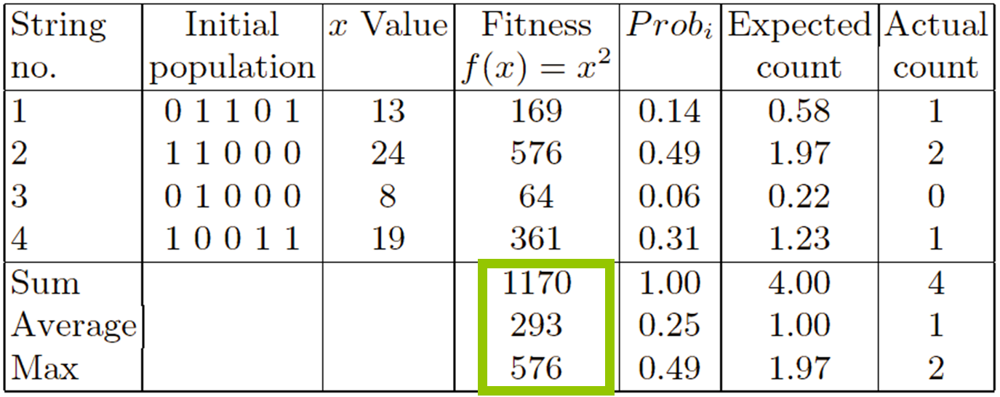 String Initial x Value Fitness Prob_i Expected Actual
no. population f(x) = x² count count
1 0 1 1 0 1 13 169 0.14 0.58 1
2 1 1 0 0 0 24 576 0.49 1.97 2
3 0 1 0 0 0 8 64 0.06 0.22 0
4 1 0 0 1 1 19 361 0.31 1.23 1
Sum 1170 1.00 4.00 4
Average 293 0.25 1.00 1
Max 576 0.49 1.97 2